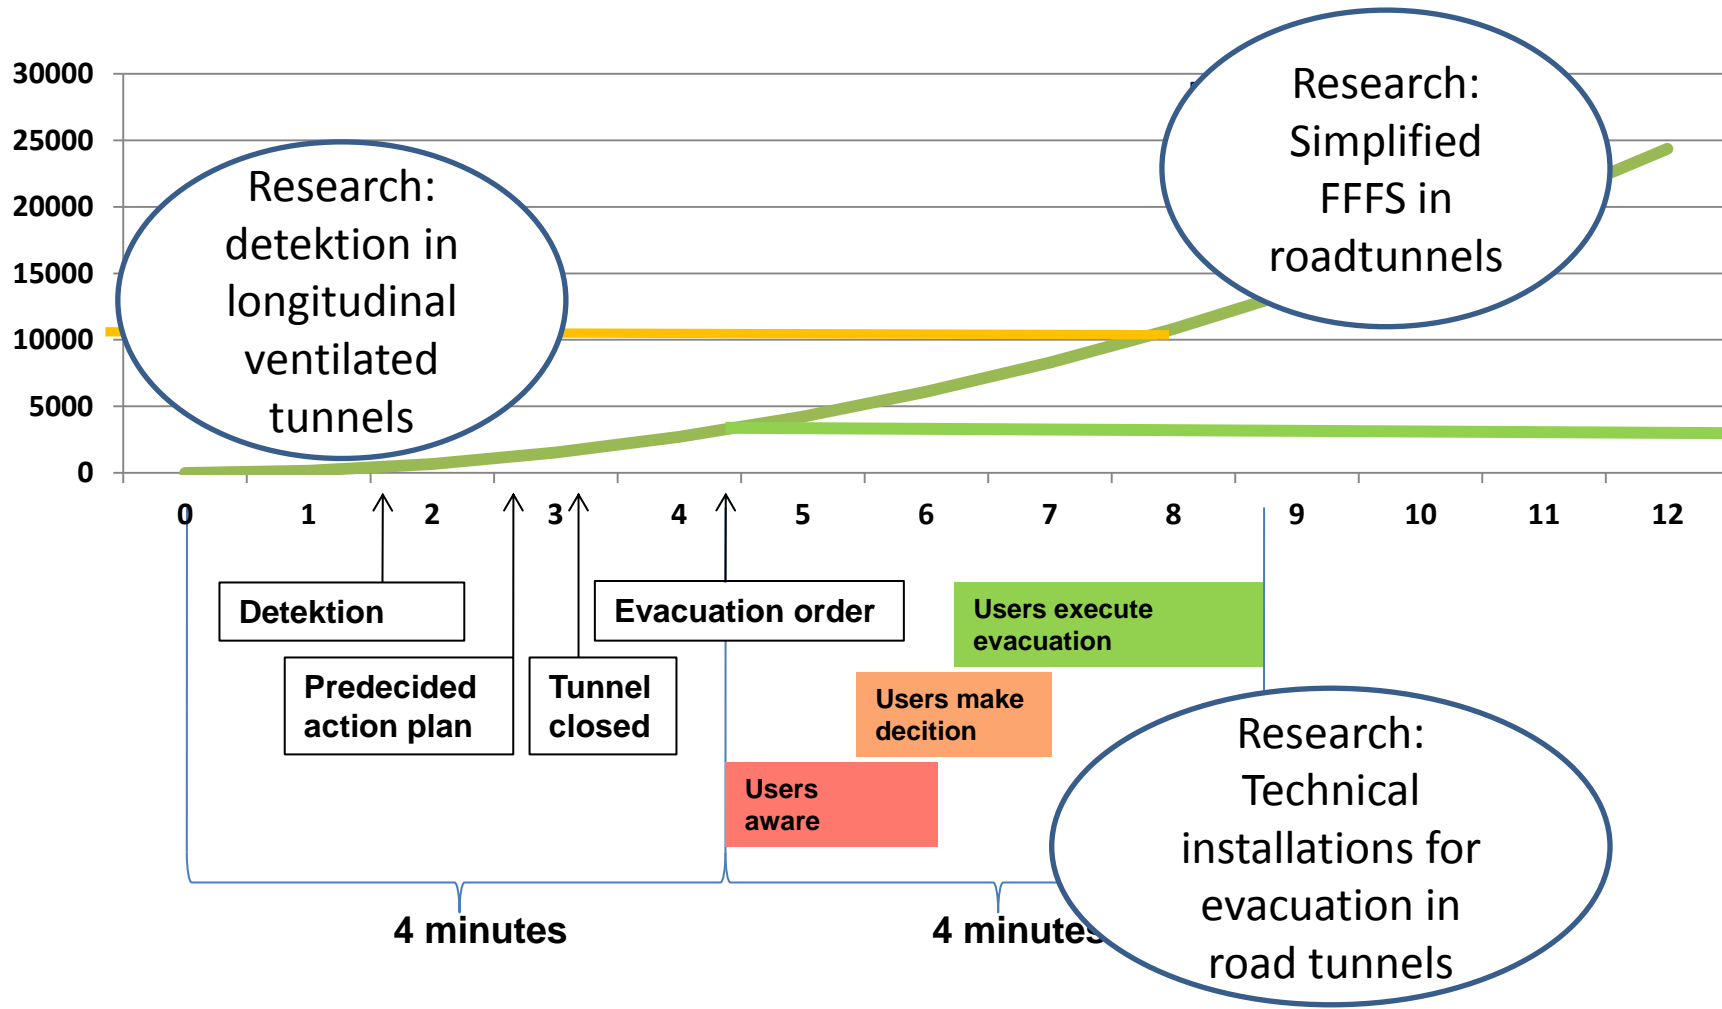 30000
25000
20000
15000
10000
5000
0
Research:
detektion in
longitudinal
ventilated
tunnels
Research:
Simplified
FFFS in
roadtunnels
0 1 2 3 4 5 6 7 8 9 10 11 12
Detektion
Evacuation order
Predecided
action plan
Tunnel
closed
Users execute
evacuation
Users make
decition
Users
aware
Research:
Technical
installations for
evacuation in
road tunnels
4 minutes
4 minutes